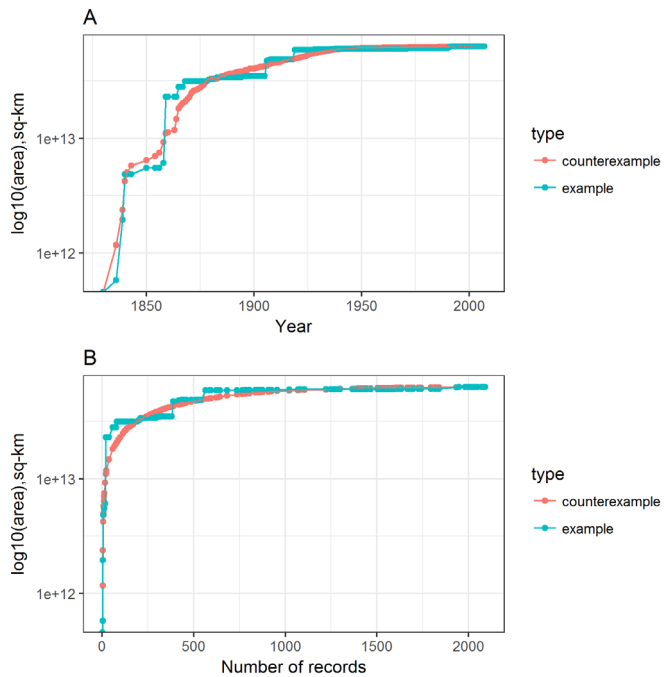 A
log10(area),sq-km
1e+13
1e+12
1850
1900
1950
2000
Year
type
counterexample
example
B
log10(area),sq-km
1e+13
1e+12
0
500
1000
1500
2000
Number of records
type
counterexample
example